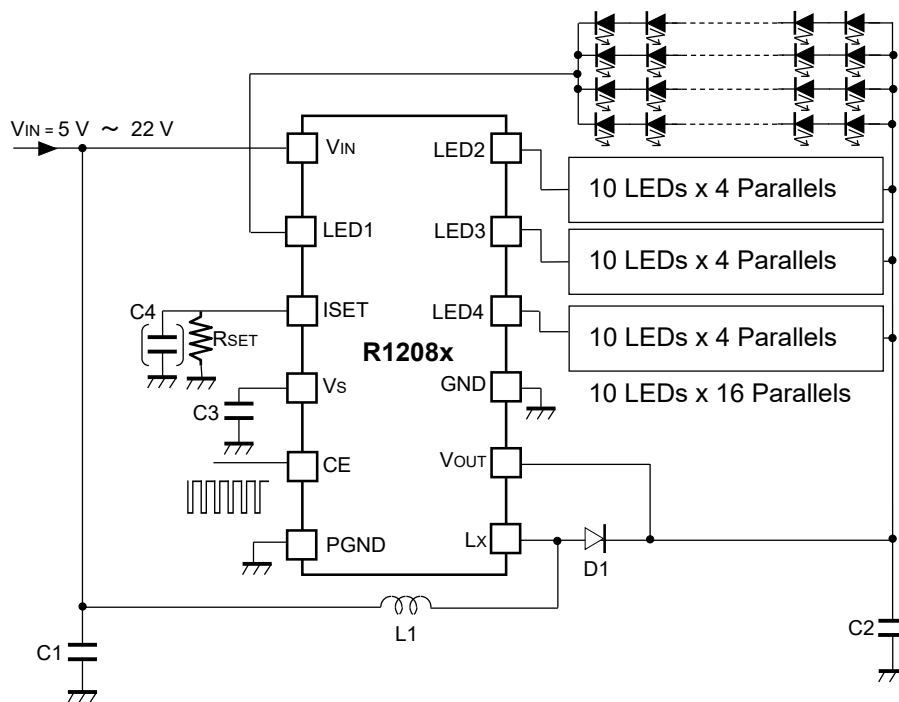 VIN = 5 V ~ 22 V
VIN
LED1
ISET
VS
CE
PGND
R1208x
LED2
LED3
LED4
GND
VOUT
LX
10 LEDs x 4 Parallels
10 LEDs x 4 Parallels
10 LEDs x 4 Parallels
10 LEDs x 16 Parallels
C4
RSET
C3
D1
L1
C1
C2